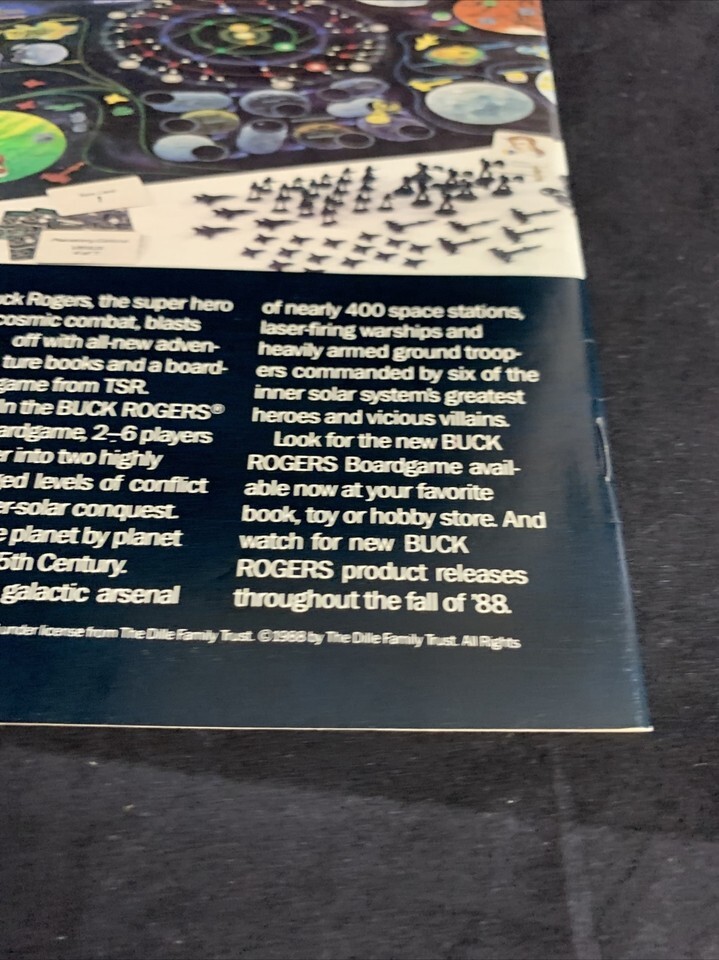 ck Rogers, the super hero
cosmic combat, blasts
off with all-new adven-
ture books and a board-
game from TSR.
In the BUCK ROGERS®
ardgame, 2–6 players
er into two highly
ged levels of conflict
er-solar conquest.
e planet by planet
5th Century.
galactic arsenal
of nearly 400 space stations,
laser-firing warships and
heavily armed ground troop-
ers commanded by six of the
inner solar system's greatest
heroes and vicious villains.
Look for the new BUCK
ROGERS Boardgame avail-
able now at your favorite
book, toy or hobby store. And
watch for new BUCK
ROGERS product releases
throughout the fall of '88.
under license from The Dille Family Trust. ©1988 by The Dille Family Trust. All Rights